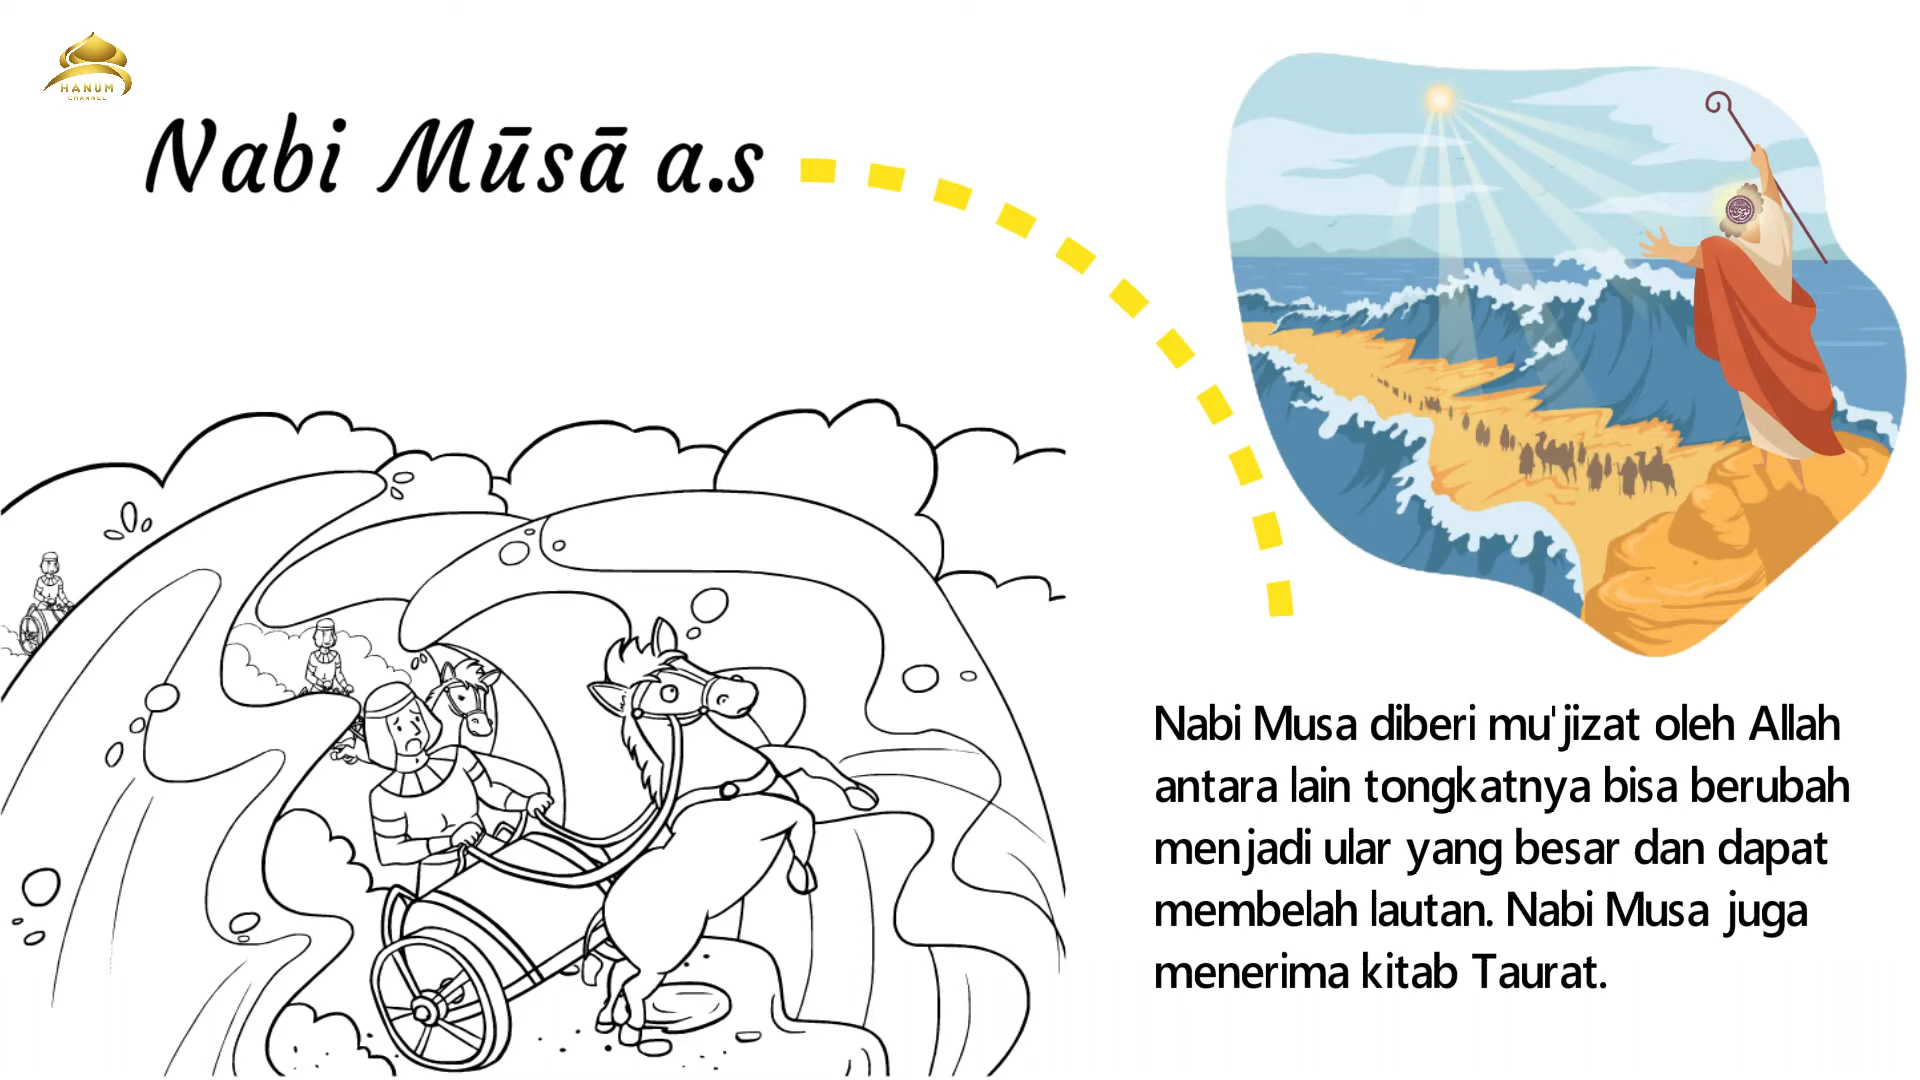 HANUM
CHANNEL
Nabi Mūsā a.s
Nabi Musa diberi mu'jizat oleh Allah
antara lain tongkatnya bisa berubah
menjadi ular yang besar dan dapat
membelah lautan. Nabi Musa juga
menerima kitab Taurat.